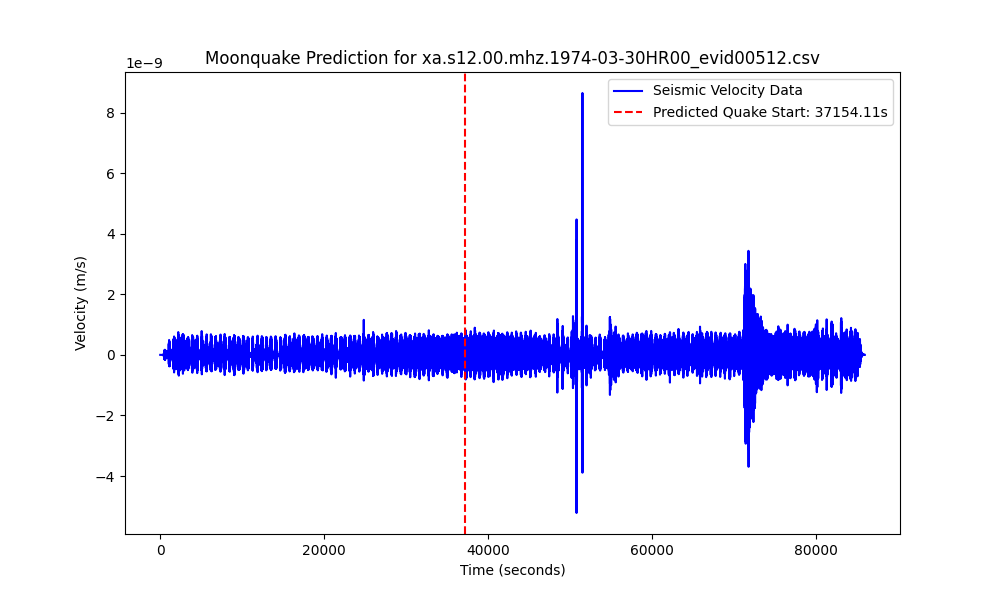 Moonquake Prediction for xa.s12.00.mhz.1974-03-30HR00_evid00512.csv
1e−9
Seismic Velocity Data
Predicted Quake Start: 37154.11s
8
6
4
2
0
−2
−4
Velocity (m/s)
0 20000 40000 60000 80000
Time (seconds)